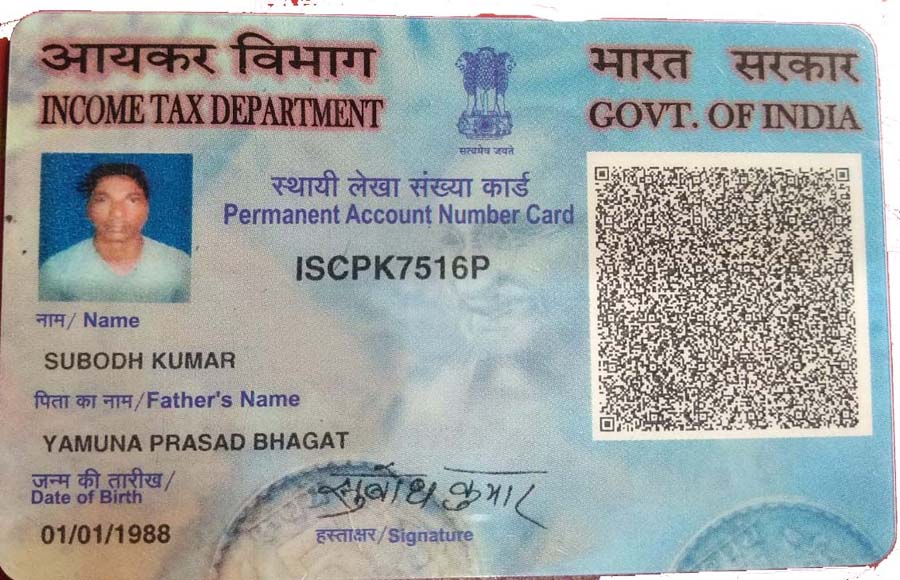 आयकर विभाग
INCOME TAX DEPARTMENT
सत्यमेव जयते
भारत सरकार
GOVT. OF INDIA
स्थायी लेखा संख्या कार्ड
Permanent Account Number Card
ISCPK7516P
नाम/ Name
SUBODH KUMAR
पिता का नाम/Father's Name
YAMUNA PRASAD BHAGAT
जन्म की तारीख/
Date of Birth
01/01/1988
सुबोध कुमार
हस्ताक्षर/Signature